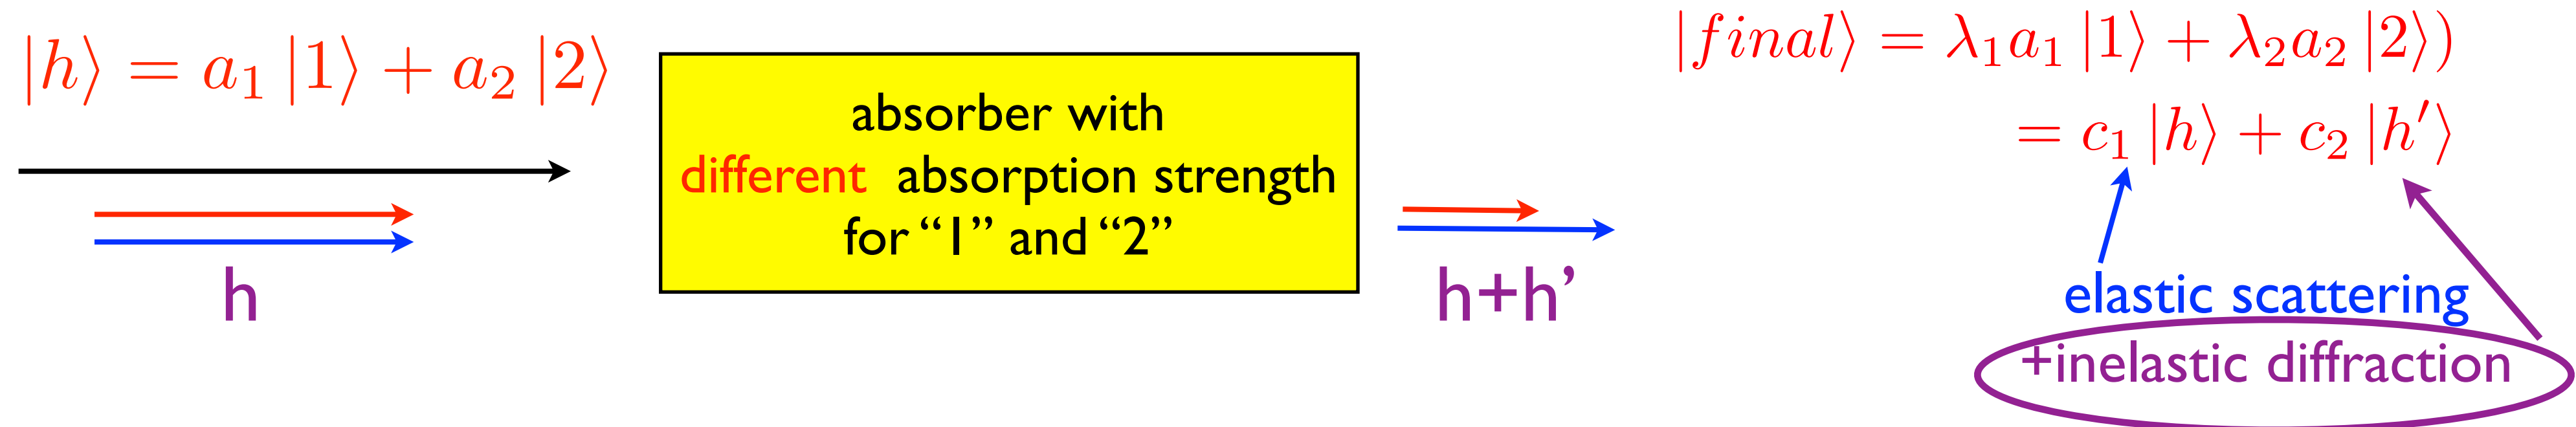 |h⟩ = a₁ |1⟩ + a₂ |2⟩
h
absorber with
different absorption strength
for “1” and “2”
h+h’
|final⟩ = λ₁a₁ |1⟩ + λ₂a₂ |2⟩)
= c₁ |h⟩ + c₂ |h′⟩
elastic scattering
+inelastic diffraction